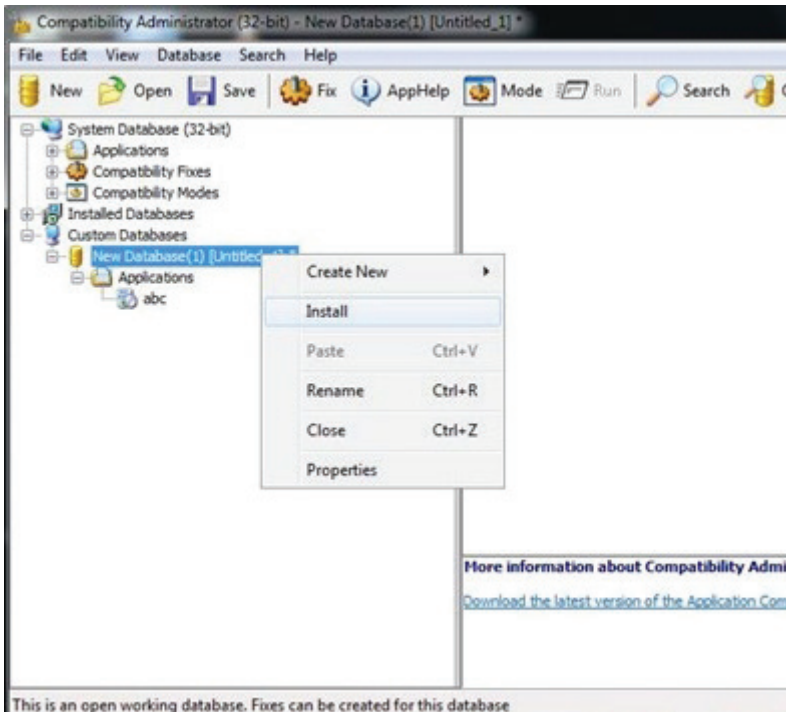 Compatibility Administrator (32-bit) - New Database(1) [Untitled_1] *
File Edit View Database Search Help
New Open Save Fix AppHelp Mode Run Search
System Database (32-bit)
Applications
Compatibility Fixes
Compatibility Modes
Installed Databases
Custom Databases
New Database(1)
Applications
abc
Create New
Install
Paste Ctrl+V
Rename Ctrl+R
Close Ctrl+Z
Properties
More information about Compatibility Admi
Download the latest version of the Application Com
This is an open working database. Fixes can be created for this database